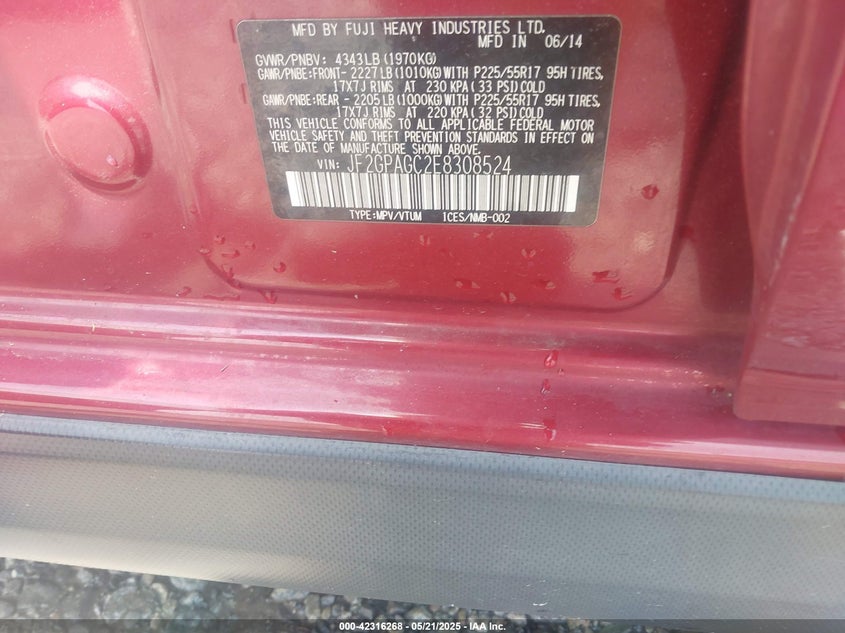 MFD BY FUJI HEAVY INDUSTRIES LTD.
MFD IN 06/14
GVWR/PNBV: 4343LB(1970KG)
GAWR/PNBE:FRONT- 2227LB(1010KG)WITH P225/55R17 95H TIRES,
17X7J RIMS AT 230 KPA(33 PSI)COLD
GAWR/PNBE:REAR - 2205LB(1000KG)WITH P225/55R17 95H TIRES,
17X7J RIMS AT 220 KPA(32 PSI)COLD
THIS VEHICLE CONFORMS TO ALL APPLICABLE FEDERAL MOTOR
VEHICLE SAFETY AND THEFT PREVENTION STANDARDS IN EFFECT ON
THE DATE OF MANUFACTURE SHOWN ABOVE.
VIN: JF2GPAGC2E8308524
TYPE:MPV/VTUM 1CES/NMB-002
000-42316268 - 05/21/2025 - IAA Inc.